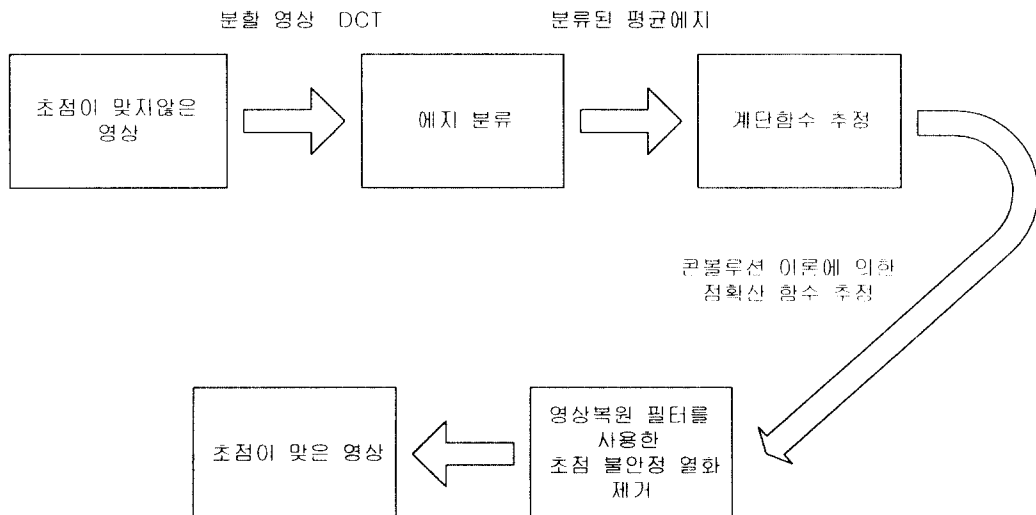 분할 영상 DCT
분류된 평균에지
초점이 맞지않은
영상
에지 분류
계단함수 추정
콘볼루션 이론에 의한
점확산 함수 추정
초점이 맞은 영상
영상복원 필터를
사용한
초점 불안정 열화
제거